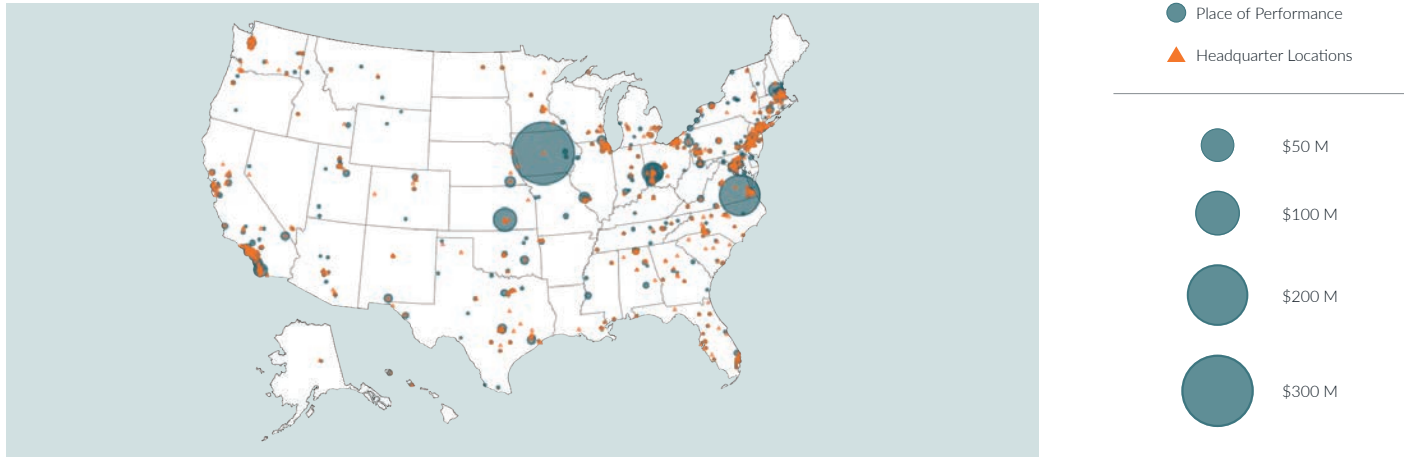 Place of Performance
Headquarter Locations
$50 M
$100 M
$200 M
$300 M